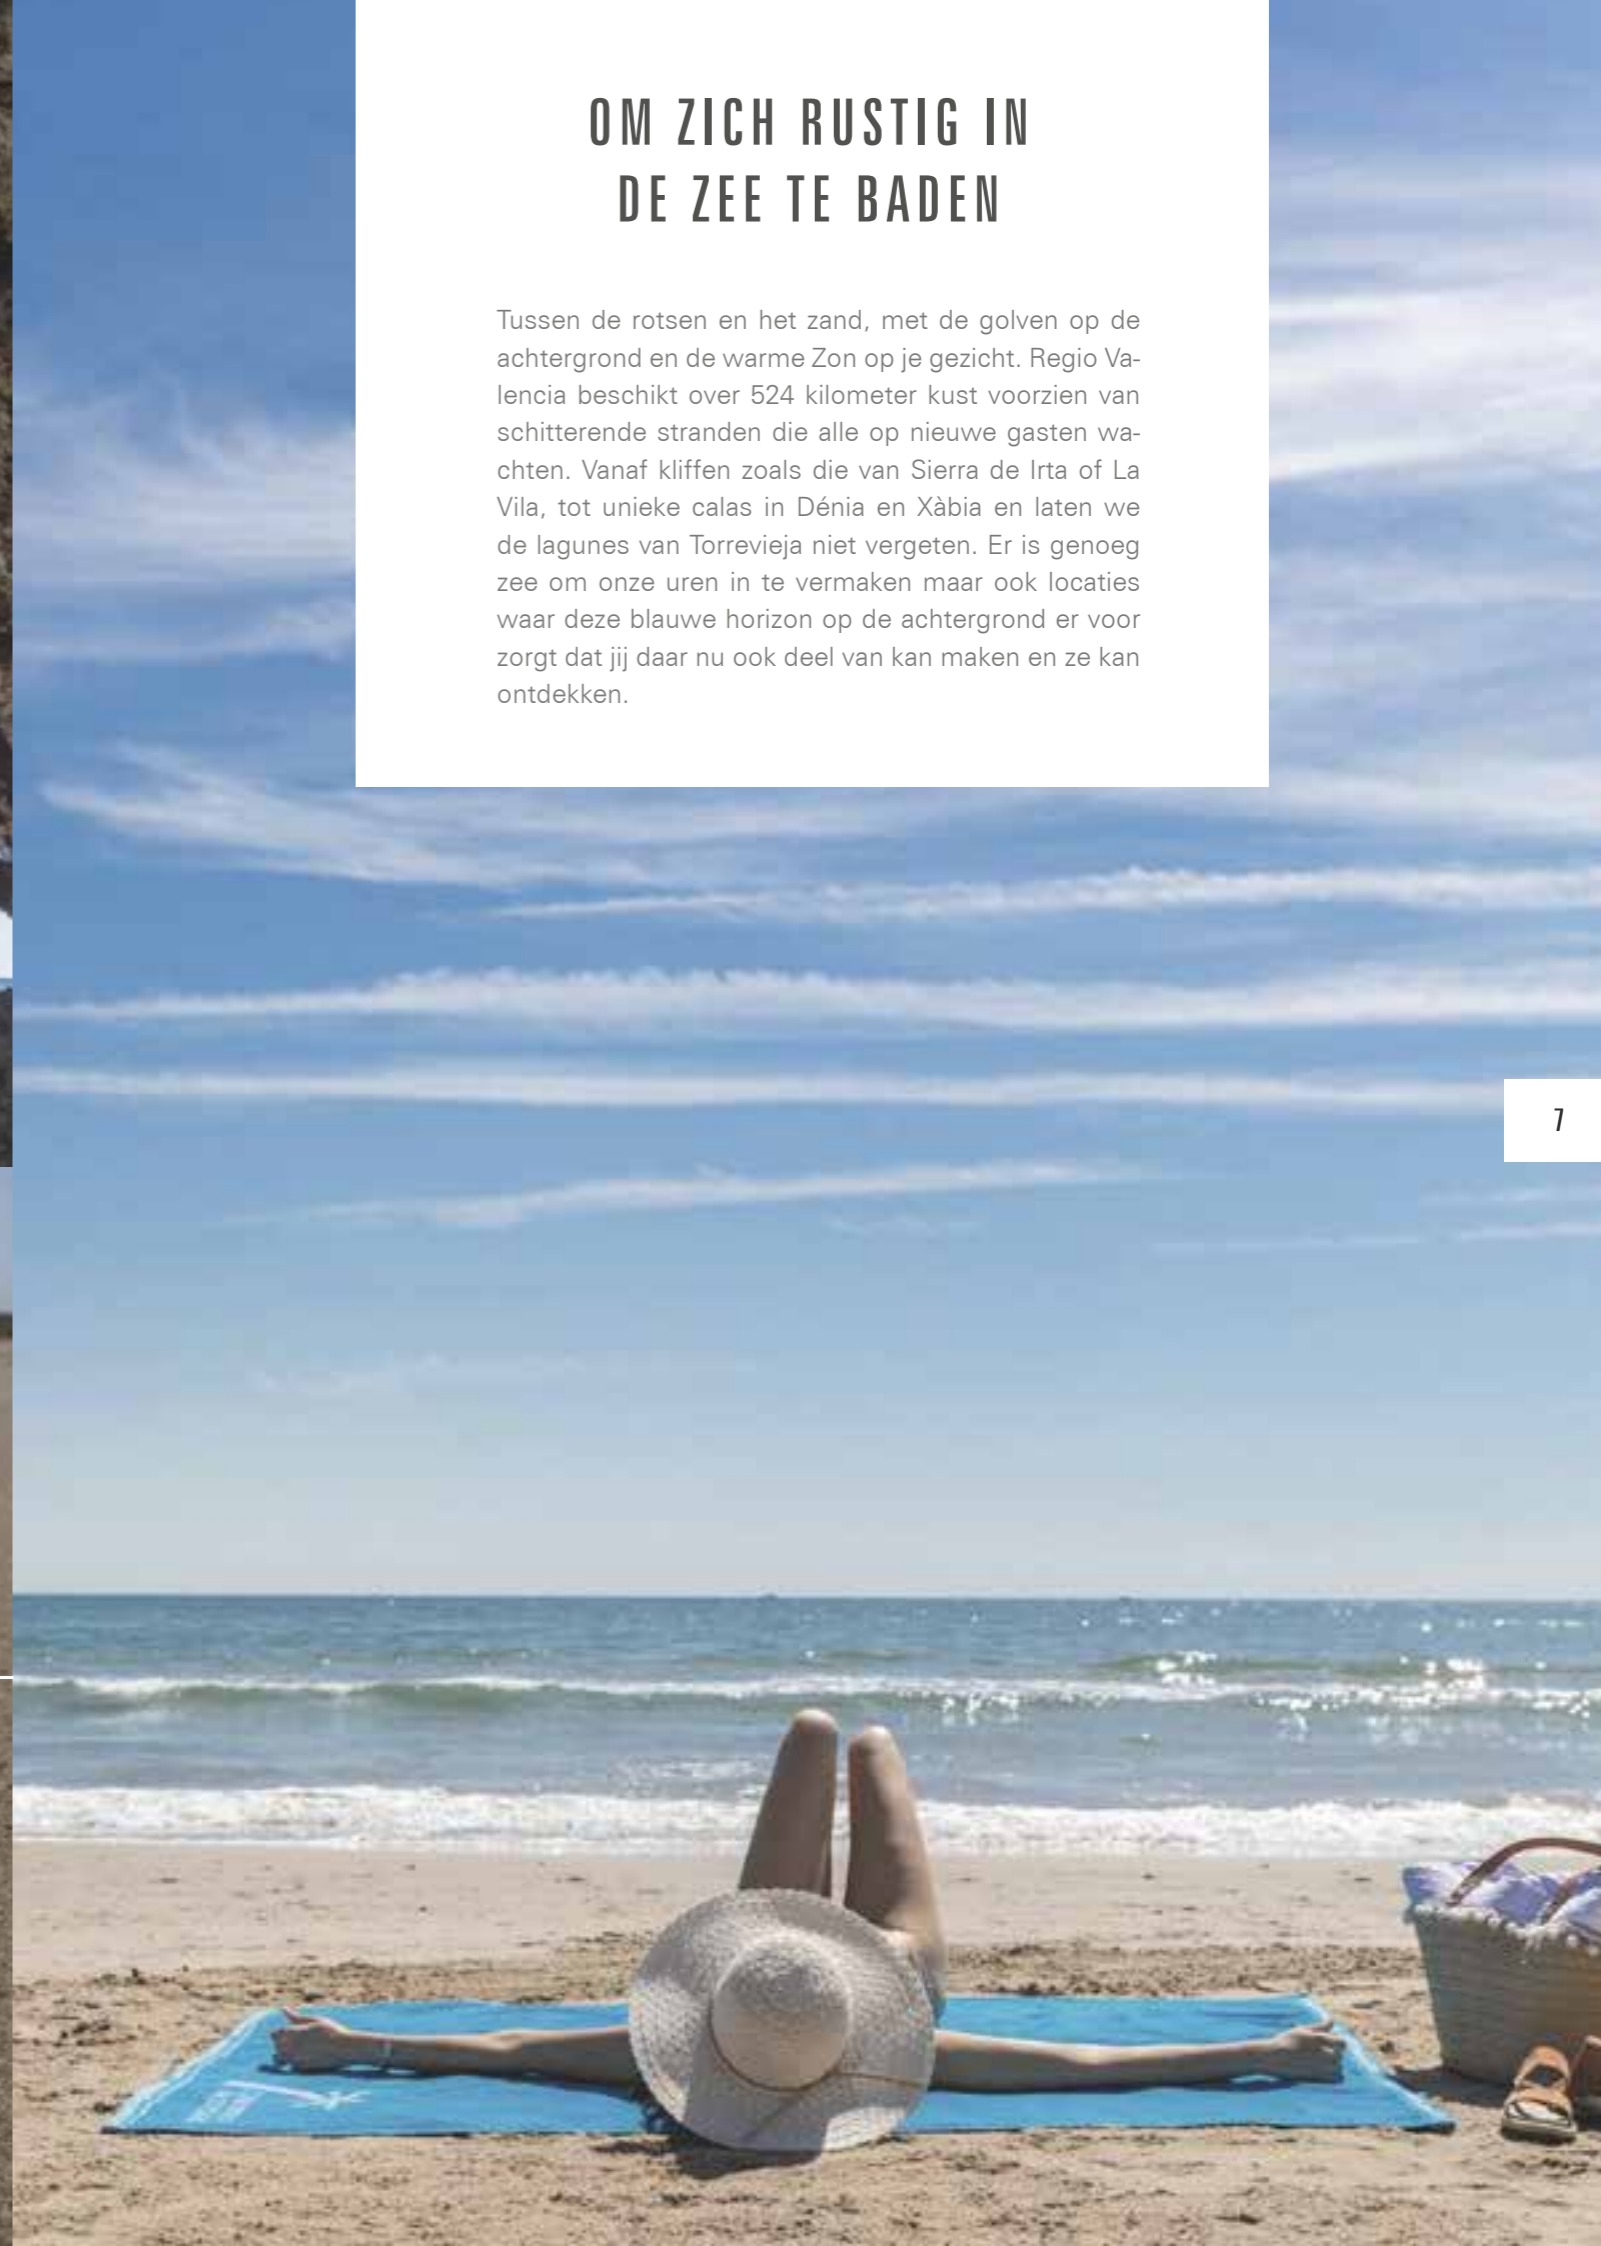 OM ZICH RUSTIG IN
DE ZEE TE BADEN
Tussen de rotsen en het zand, met de golven op de
achtergrond en de warme Zon op je gezicht. Regio Va-
lencia beschikt over 524 kilometer kust voorzien van
schitterende stranden die alle op nieuwe gasten wa-
chten. Vanaf kliffen zoals die van Sierra de Irta of La
Vila, tot unieke calas in Dénia en Xàbia en laten we
de lagunes van Torrevieja niet vergeten. Er is genoeg
zee om onze uren in te vermaken maar ook locaties
waar deze blauwe horizon op de achtergrond er voor
zorgt dat jij daar nu ook deel van kan maken en ze kan
ontdekken.
7